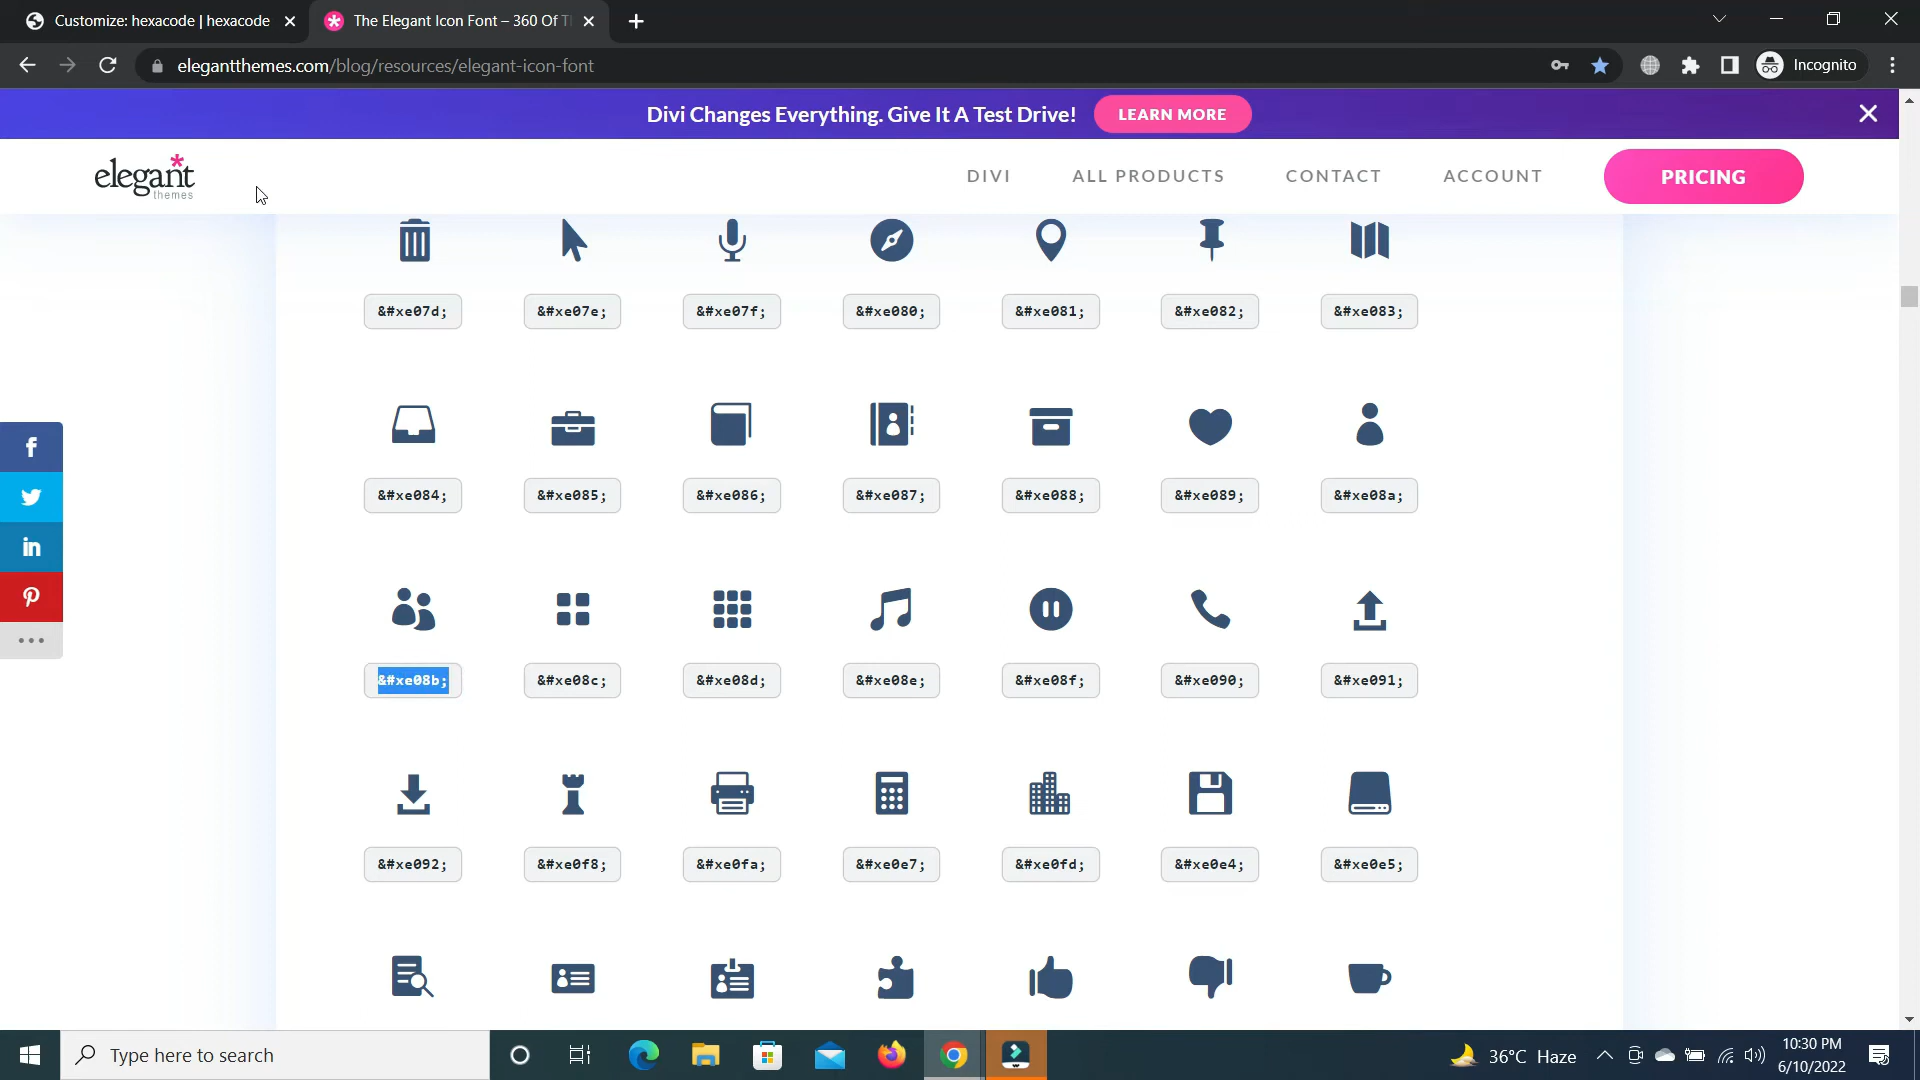 Customize: hexacode | hexacode
The Elegant Icon Font – 360 Of T
elegantthemes.com/blog/resources/elegant-icon-font
Incognito
Divi Changes Everything. Give It A Test Drive!
LEARN MORE
elegant
themes
DIVI
ALL PRODUCTS
CONTACT
ACCOUNT
PRICING
&#xe07d; &#xe07e; &#xe07f; &#xe080; &#xe081; &#xe082; &#xe083;
&#xe084; &#xe085; &#xe086; &#xe087; &#xe088; &#xe089; &#xe08a;
&#xe08b; &#xe08c; &#xe08d; &#xe08e; &#xe08f; &#xe090; &#xe091;
&#xe092; &#xe0f8; &#xe0fa; &#xe0e7; &#xe0fd; &#xe0e4; &#xe0e5;
Type here to search
36°C Haze
10:30 PM
6/10/2022